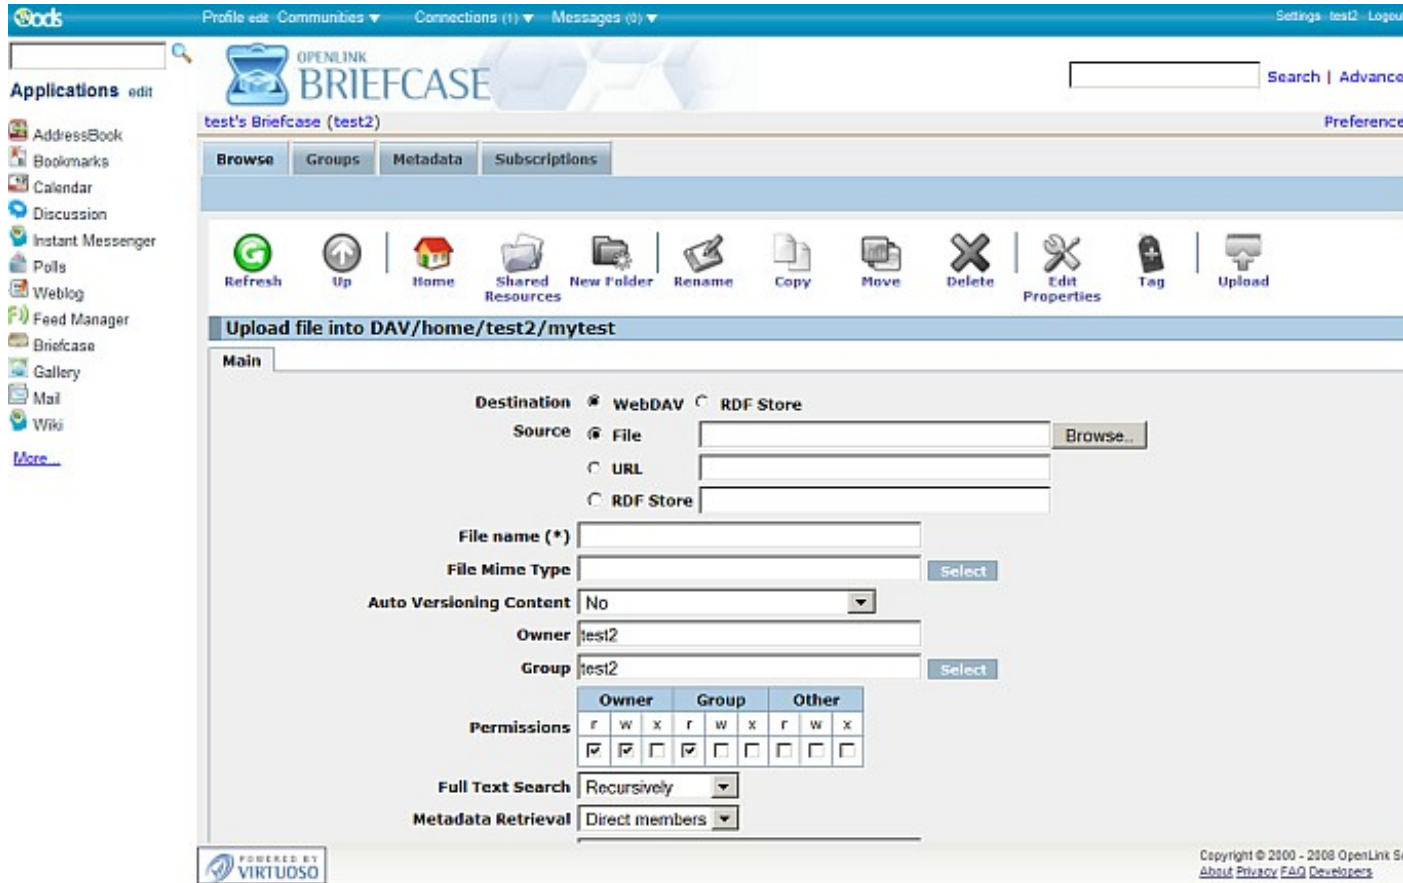 ods Profile edit Communities ▼ Connections (1) ▼ Messages (0) ▼ Settings test2 Logou
OPENLINK
BRIEFCASE
Search | Advance
Applications edit
test's Briefcase (test2) Preference
AddressBook
Bookmarks
Calendar
Discussion
Instant Messenger
Polls
Weblog
Feed Manager
Briefcase
Gallery
Mail
Wiki
More...
Browse Groups Metadata Subscriptions
Refresh Up Home Shared Resources New Folder Rename Copy Move Delete Edit Properties Tag Upload
Upload file into DAV/home/test2/mytest
Main
Destination WebDAV RDF Store
Source File Browse..
URL
RDF Store
File name (*)
File Mime Type Select
Auto Versioning Content No
Owner test2
Group test2 Select
Owner Group Other
Permissions r w x r w x r w x
Full Text Search Recursively
Metadata Retrieval Direct members
POWERED BY
VIRTUOSO
Copyright © 2000 - 2008 OpenLink So
About Privacy FAQ Developers